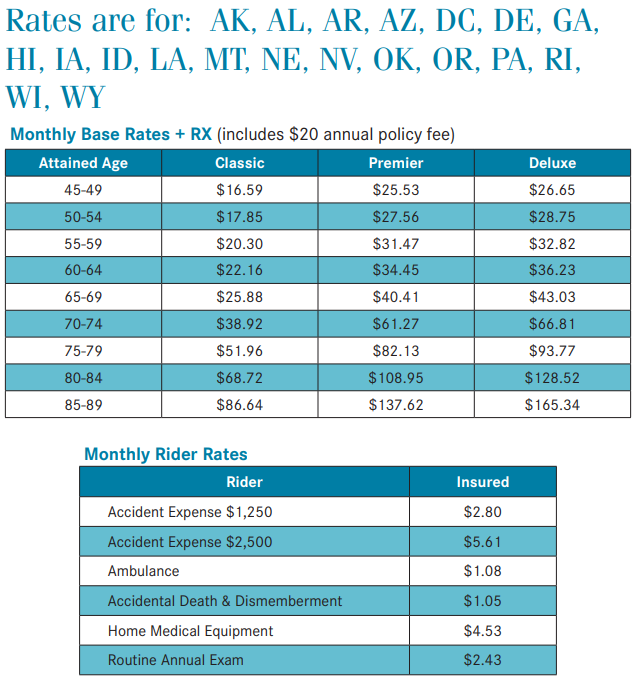 Rates are for: AK, AL, AR, AZ, DC, DE, GA,
HI, IA, ID, LA, MT, NE, NV, OK, OR, PA, RI,
WI, WY
Monthly Base Rates + RX (includes $20 annual policy fee)
Attained Age Classic Premier Deluxe
45-49 $16.59 $25.53 $26.65
50-54 $17.85 $27.56 $28.75
55-59 $20.30 $31.47 $32.82
60-64 $22.16 $34.45 $36.23
65-69 $25.88 $40.41 $43.03
70-74 $38.92 $61.27 $66.81
75-79 $51.96 $82.13 $93.77
80-84 $68.72 $108.95 $128.52
85-89 $86.64 $137.62 $165.34
Monthly Rider Rates
Rider Insured
Accident Expense $1,250 $2.80
Accident Expense $2,500 $5.61
Ambulance $1.08
Accidental Death & Dismemberment $1.05
Home Medical Equipment $4.53
Routine Annual Exam $2.43